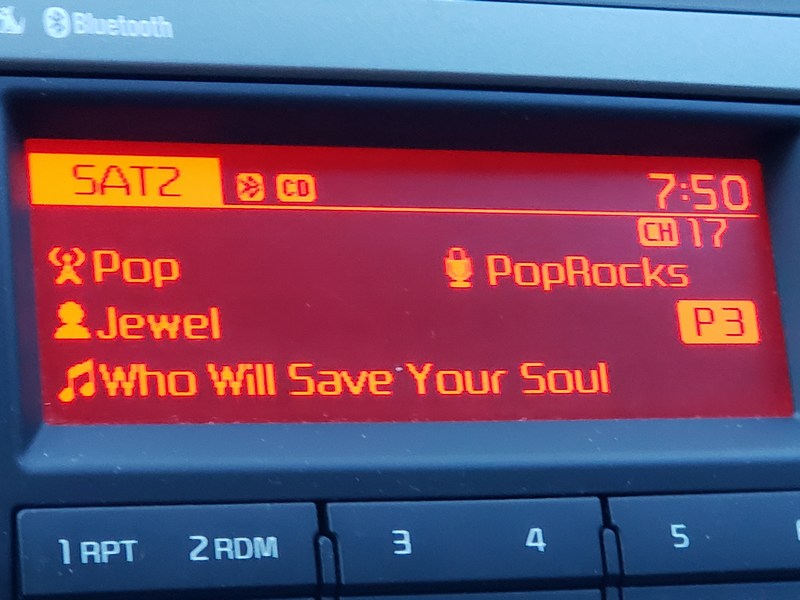 Bluetooth
SAT2 CD 7:50
CH 17
Pop PopRocks
Jewel P3
Who Will Save Your Soul
1 RPT 2 RDM 3 4 5